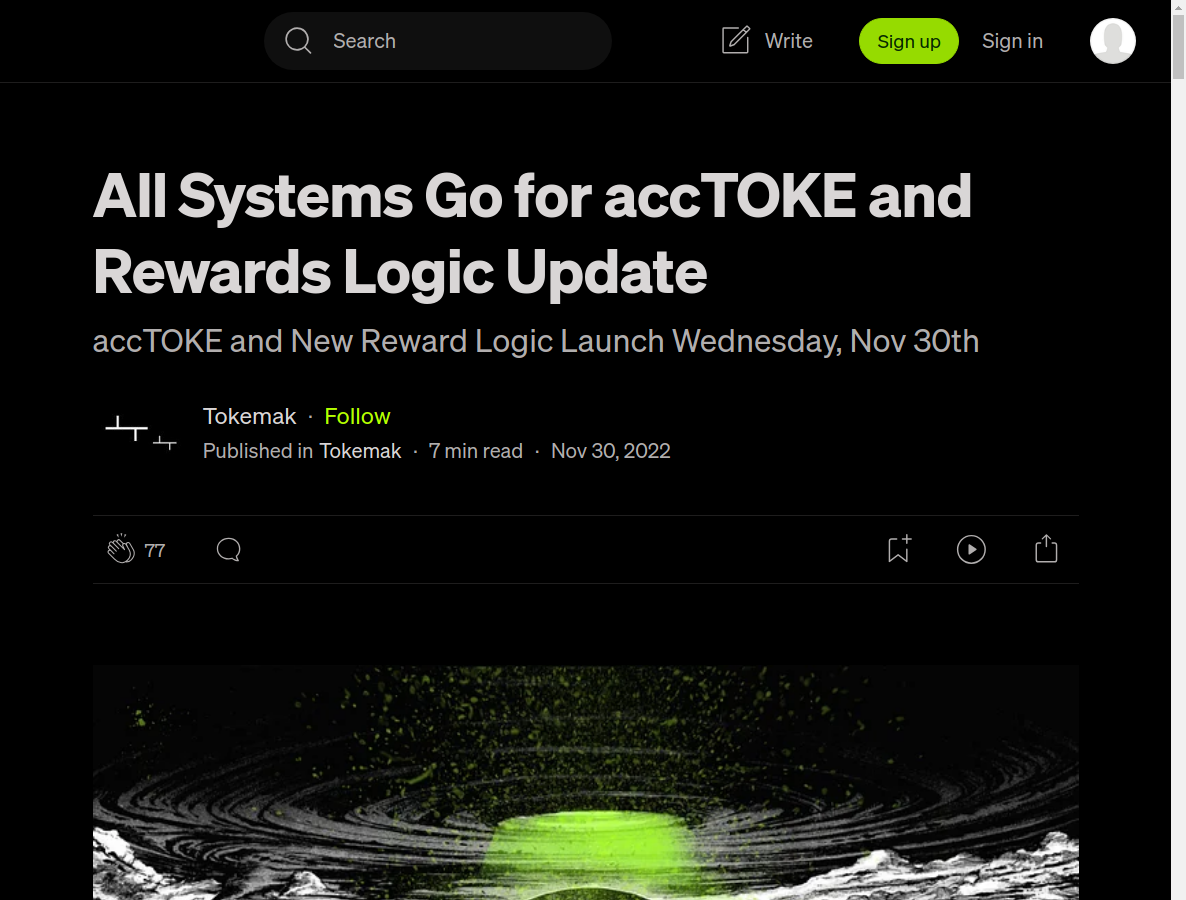 Search
Write
Sign up
Sign in
All Systems Go for accTOKE and
Rewards Logic Update
accTOKE and New Reward Logic Launch Wednesday, Nov 30th
Tokemak · Follow
Published in Tokemak · 7 min read · Nov 30, 2022
77